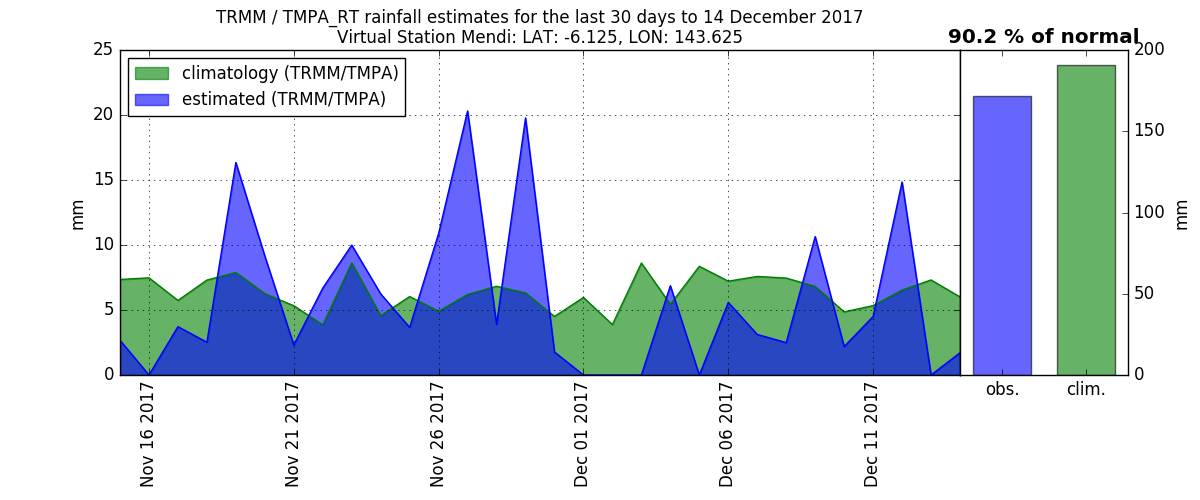 TRMM / TMPA_RT rainfall estimates for the last 30 days to 14 December 2017
Virtual Station Mendi: LAT: -6.125, LON: 143.625
90.2 % of normal
climatology (TRMM/TMPA)
estimated (TRMM/TMPA)
25
20
15
10
5
0
mm
Nov 16 2017
Nov 21 2017
Nov 26 2017
Dec 01 2017
Dec 06 2017
Dec 11 2017
200
150
100
50
0
mm
obs.
clim.